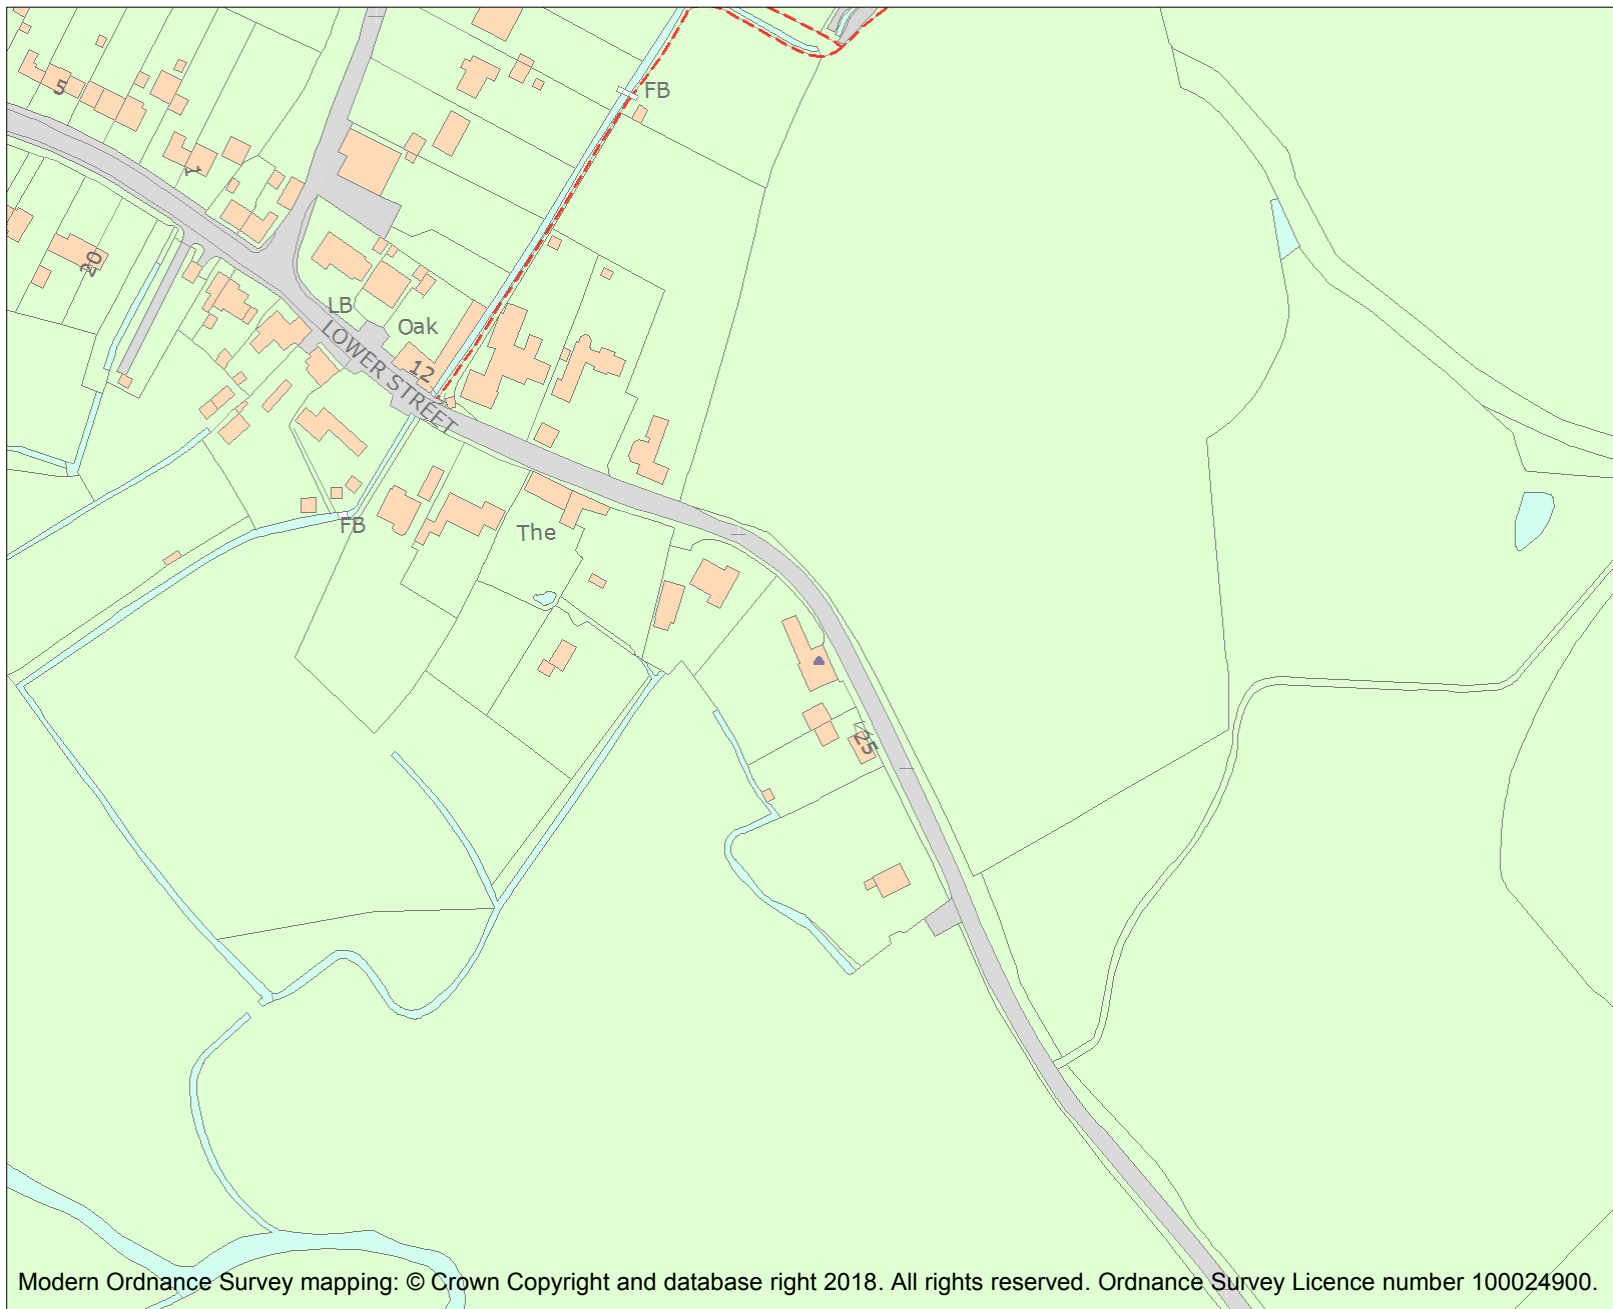 5
FB
1
20
LB
Oak
12
LOWER STREET
FB
The
25
Modern Ordnance Survey mapping: © Crown Copyright and database right 2018. All rights reserved. Ordnance Survey Licence number 100024900.